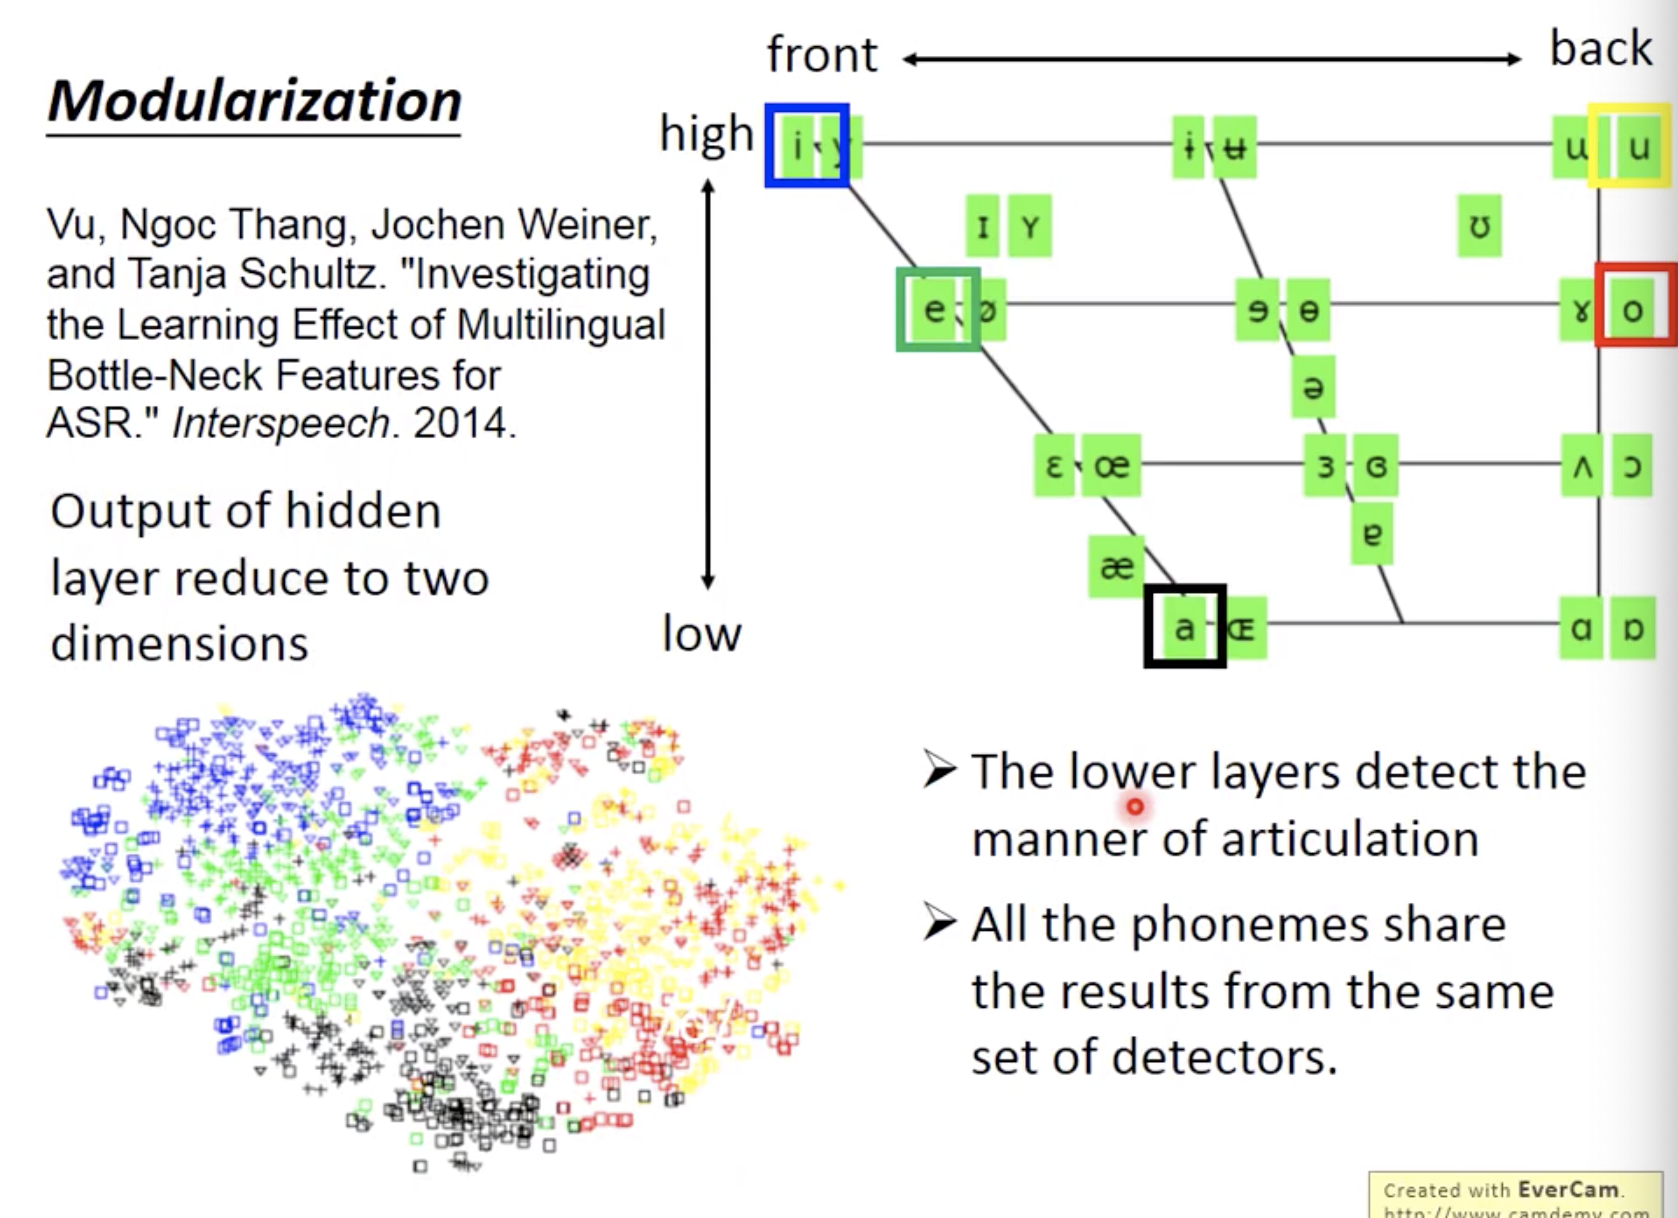 Modularization
Vu, Ngoc Thang, Jochen Weiner,
and Tanja Schultz. "Investigating
the Learning Effect of Multilingual
Bottle-Neck Features for
ASR." Interspeech. 2014.
Output of hidden
layer reduce to two
dimensions
front back
high
low
i y ɨ ʉ ɯ u
ɪ ʏ ʊ
e ø ɘ ɵ ɤ o
ə
ɛ œ ɜ ɞ ʌ ɔ
æ ɐ
a ɶ ɑ ɒ
➢ The lower layers detect the
manner of articulation
➢ All the phonemes share
the results from the same
set of detectors.
Created with EverCam.
http://www.camdemy.com